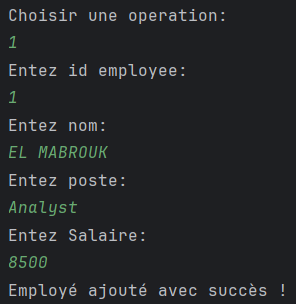 Choisir une operation:
1
Entez id employee:
1
Entez nom:
EL MABROUK
Entez poste:
Analyst
Entez Salaire:
8500
Employé ajouté avec succès !